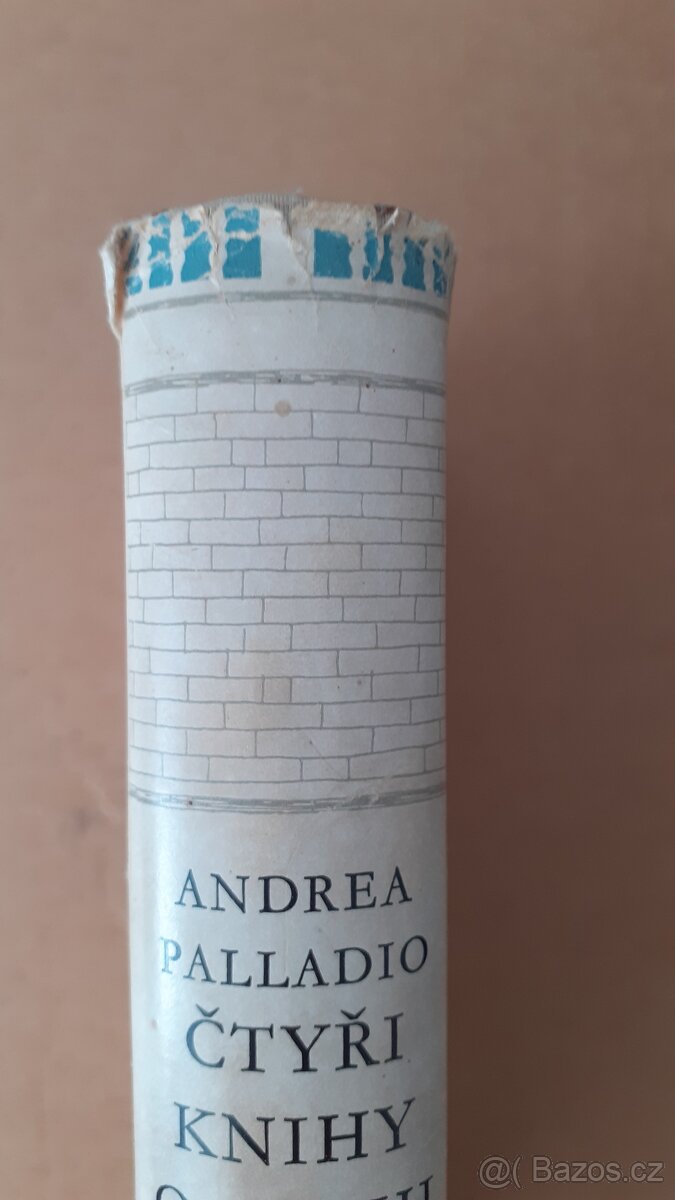 ANDREA
PALLADIO
ČTYŘI
KNIHY
@( Bazos.cz